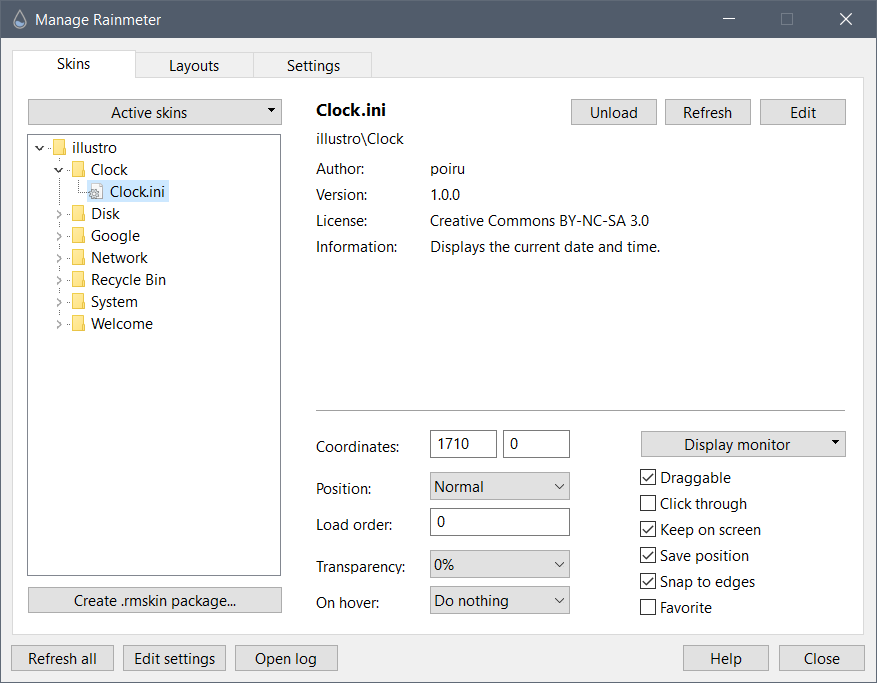 Manage Rainmeter
Skins
Layouts
Settings
Active skins
illustro
Clock
Clock.ini
Disk
Google
Network
Recycle Bin
System
Welcome
Create .rmskin package...
Clock.ini
Unload
Refresh
Edit
illustro\Clock
Author: poiru
Version: 1.0.0
License: Creative Commons BY-NC-SA 3.0
Information: Displays the current date and time.
Coordinates: 1710 0
Position: Normal
Load order: 0
Transparency: 0%
On hover: Do nothing
Display monitor
Draggable
Click through
Keep on screen
Save position
Snap to edges
Favorite
Refresh all
Edit settings
Open log
Help
Close